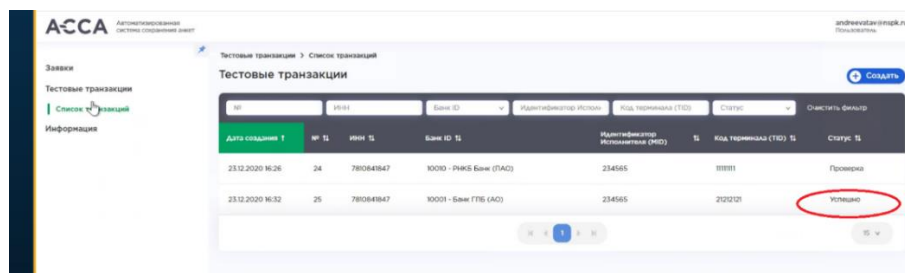 АССА Автоматизированная
система сохранения анкет
andreevatav@nspk.r
Пользователь
Заявки
Тестовые транзакции
Список транзакций
Информация
Тестовые транзакции > Список транзакций
Тестовые транзакции
Создать
№ ИНН Банк ID Идентификатор Исполн Код терминала (TID) Статус Очистить фильтр
Дата создания № ИНН Банк ID Идентификатор
Исполнителя (MID) Код терминала (TID) Статус
23.12.2020 16:26 24 7810841847 10010 - РНКБ Банк (ПАО) 234565 11111111 Проверка
23.12.2020 16:32 25 7810841847 10001 - Банк ГПБ (АО) 234565 21212121 Успешно
1 15